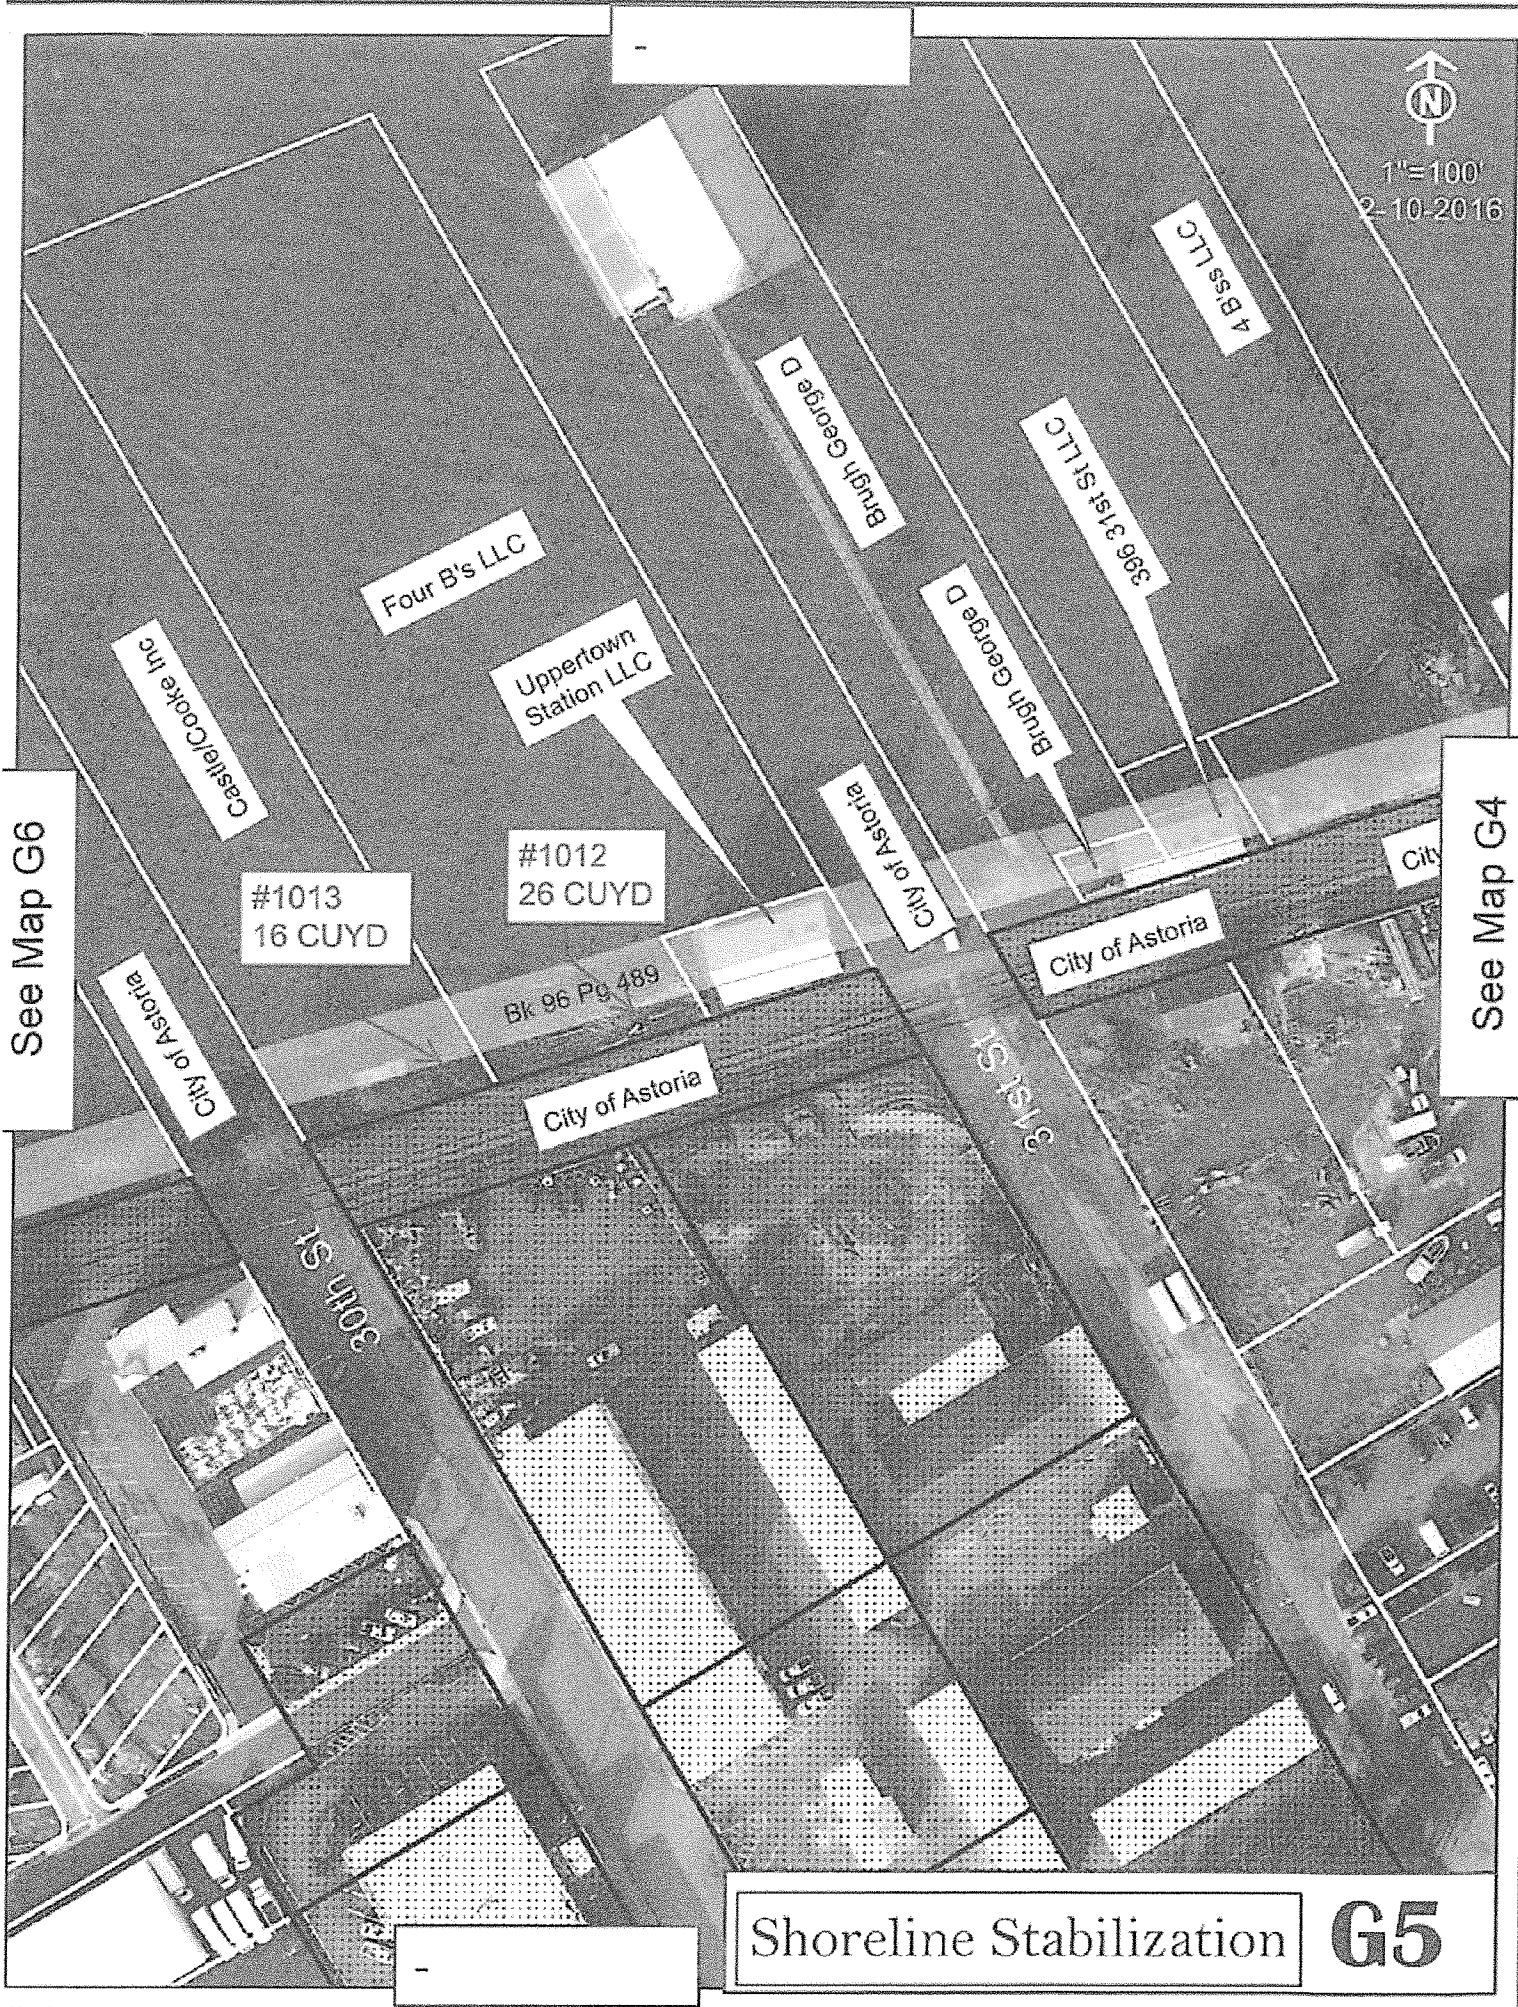 -
N
1"=100'
2-10-2016
4 B'ss LLC
Brugh George D
396 31st St LLC
Four B's LLC
Brugh George D
Uppertown
Station LLC
Castle/Cooke Inc
City of Astoria
See Map G6
See Map G4
#1012
26 CUYD
#1013
16 CUYD
City
City of Astoria
City of Astoria
Bk 96 Pg 489
31st St
City of Astoria
30th St
-
Shoreline Stabilization
G5